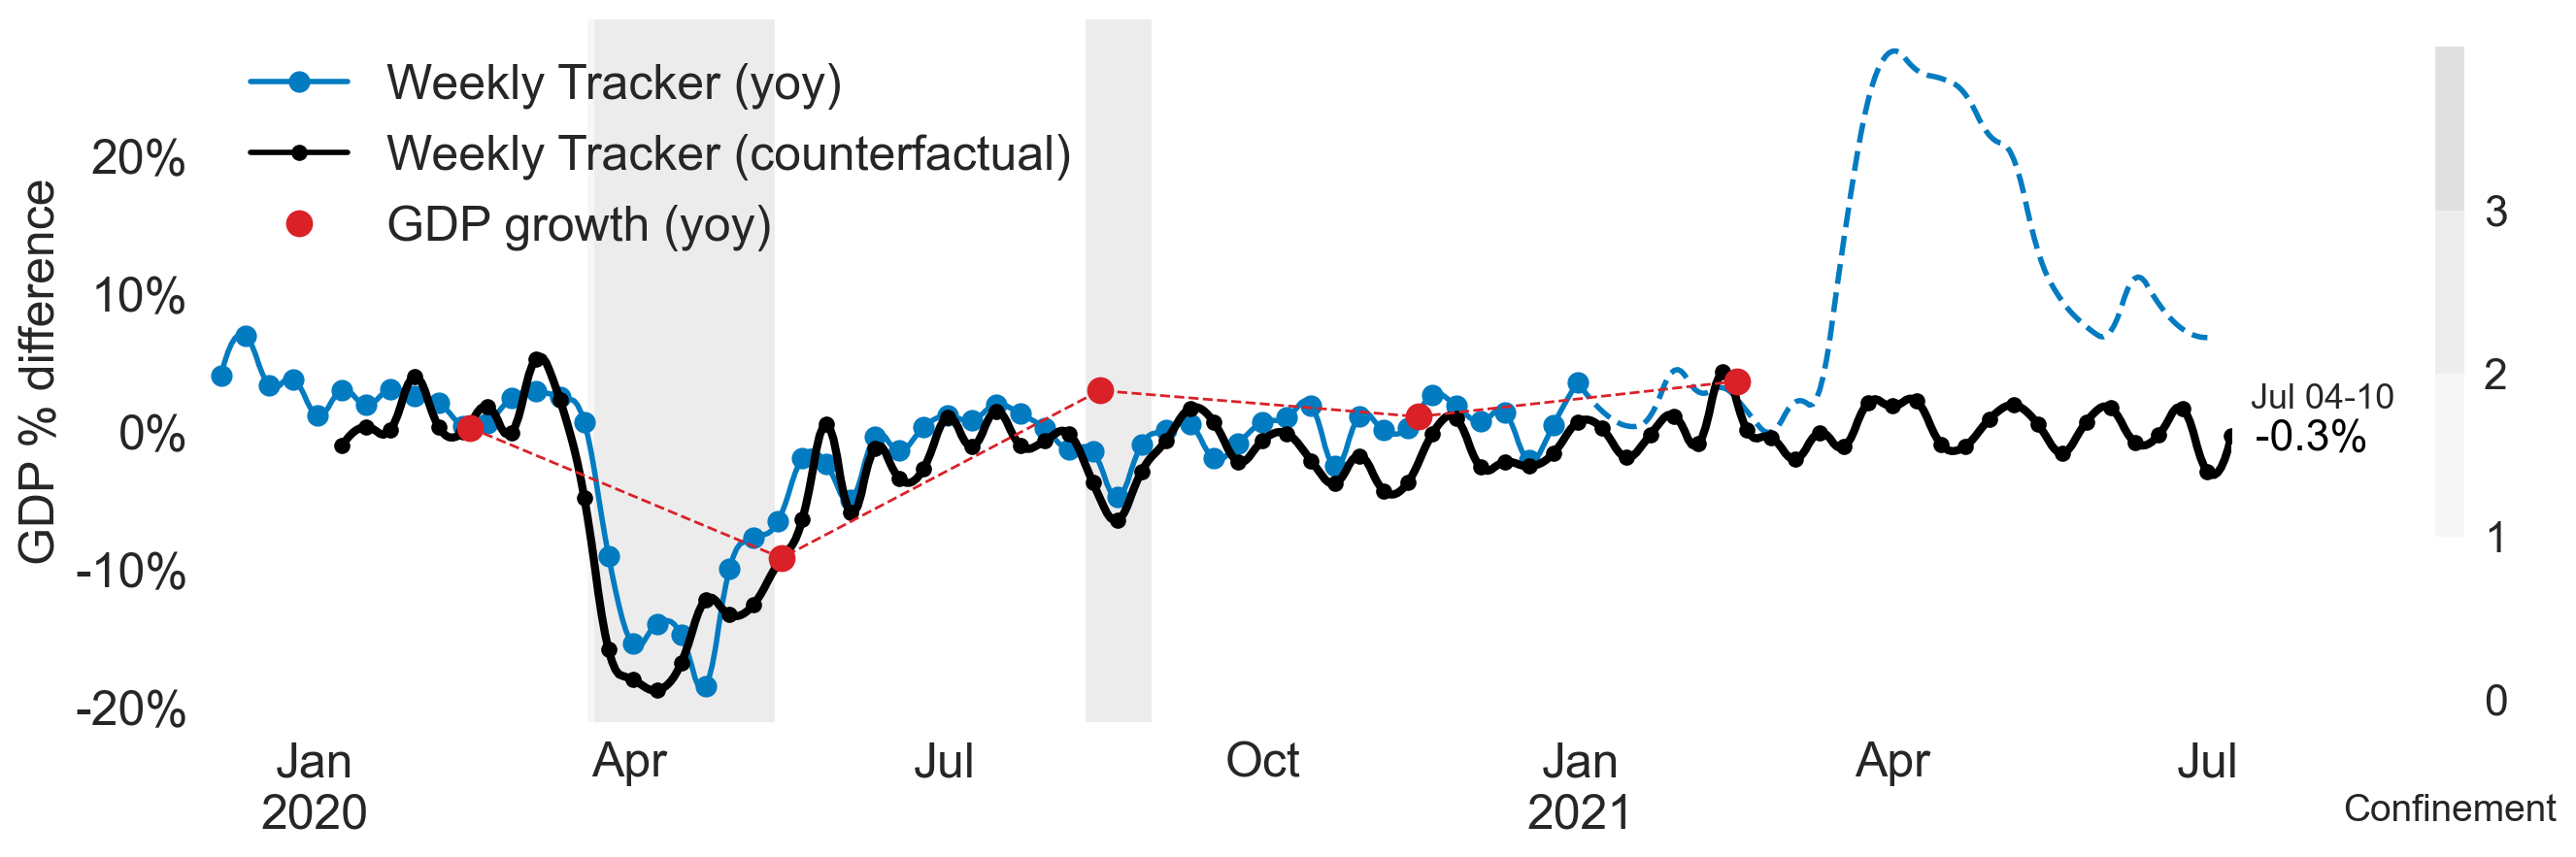 Weekly Tracker (yoy)
Weekly Tracker (counterfactual)
GDP growth (yoy)
GDP % difference
20%
10%
0%
-10%
-20%
Jan
2020
Apr
Jul
Oct
Jan
2021
Apr
Jul
Jul 04-10
-0.3%
3
2
1
0
Confinement